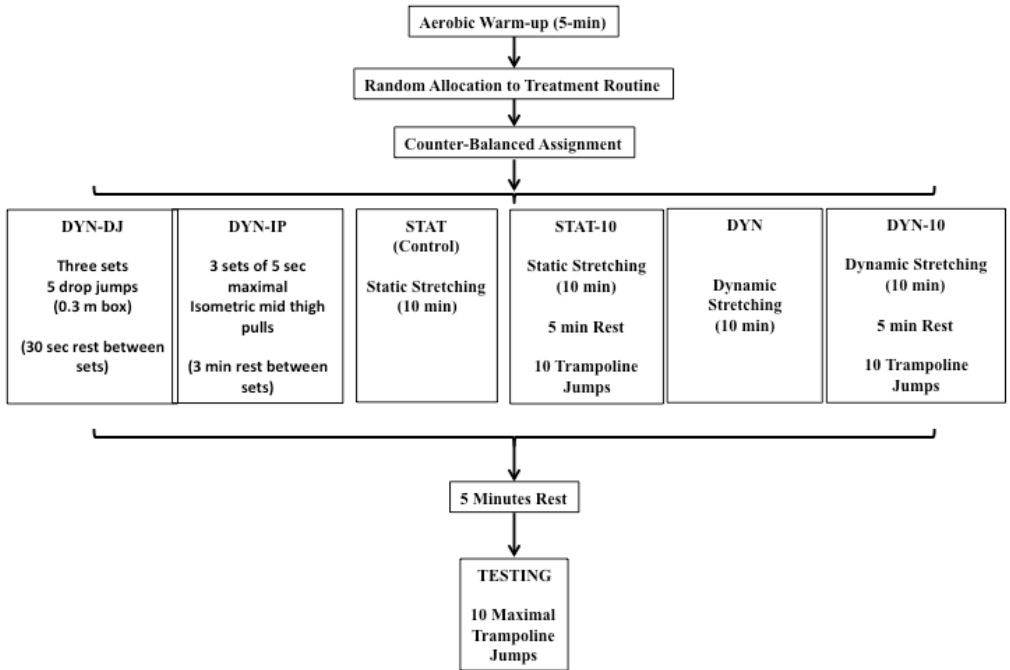 Aerobic Warm-up (5-min)
Random Allocation to Treatment Routine
Counter-Balanced Assignment
DYN-DJ
Three sets
5 drop jumps
(0.3 m box)
(30 sec rest between
sets)
DYN-IP
3 sets of 5 sec
maximal
Isometric mid thigh
pulls
(3 min rest between
sets)
STAT
(Control)
Static Stretching
(10 min)
STAT-10
Static Stretching
(10 min)
5 min Rest
10 Trampoline
Jumps
DYN
Dynamic
Stretching
(10 min)
DYN-10
Dynamic Stretching
(10 min)
5 min Rest
10 Trampoline
Jumps
5 Minutes Rest
TESTING
10 Maximal
Trampoline
Jumps